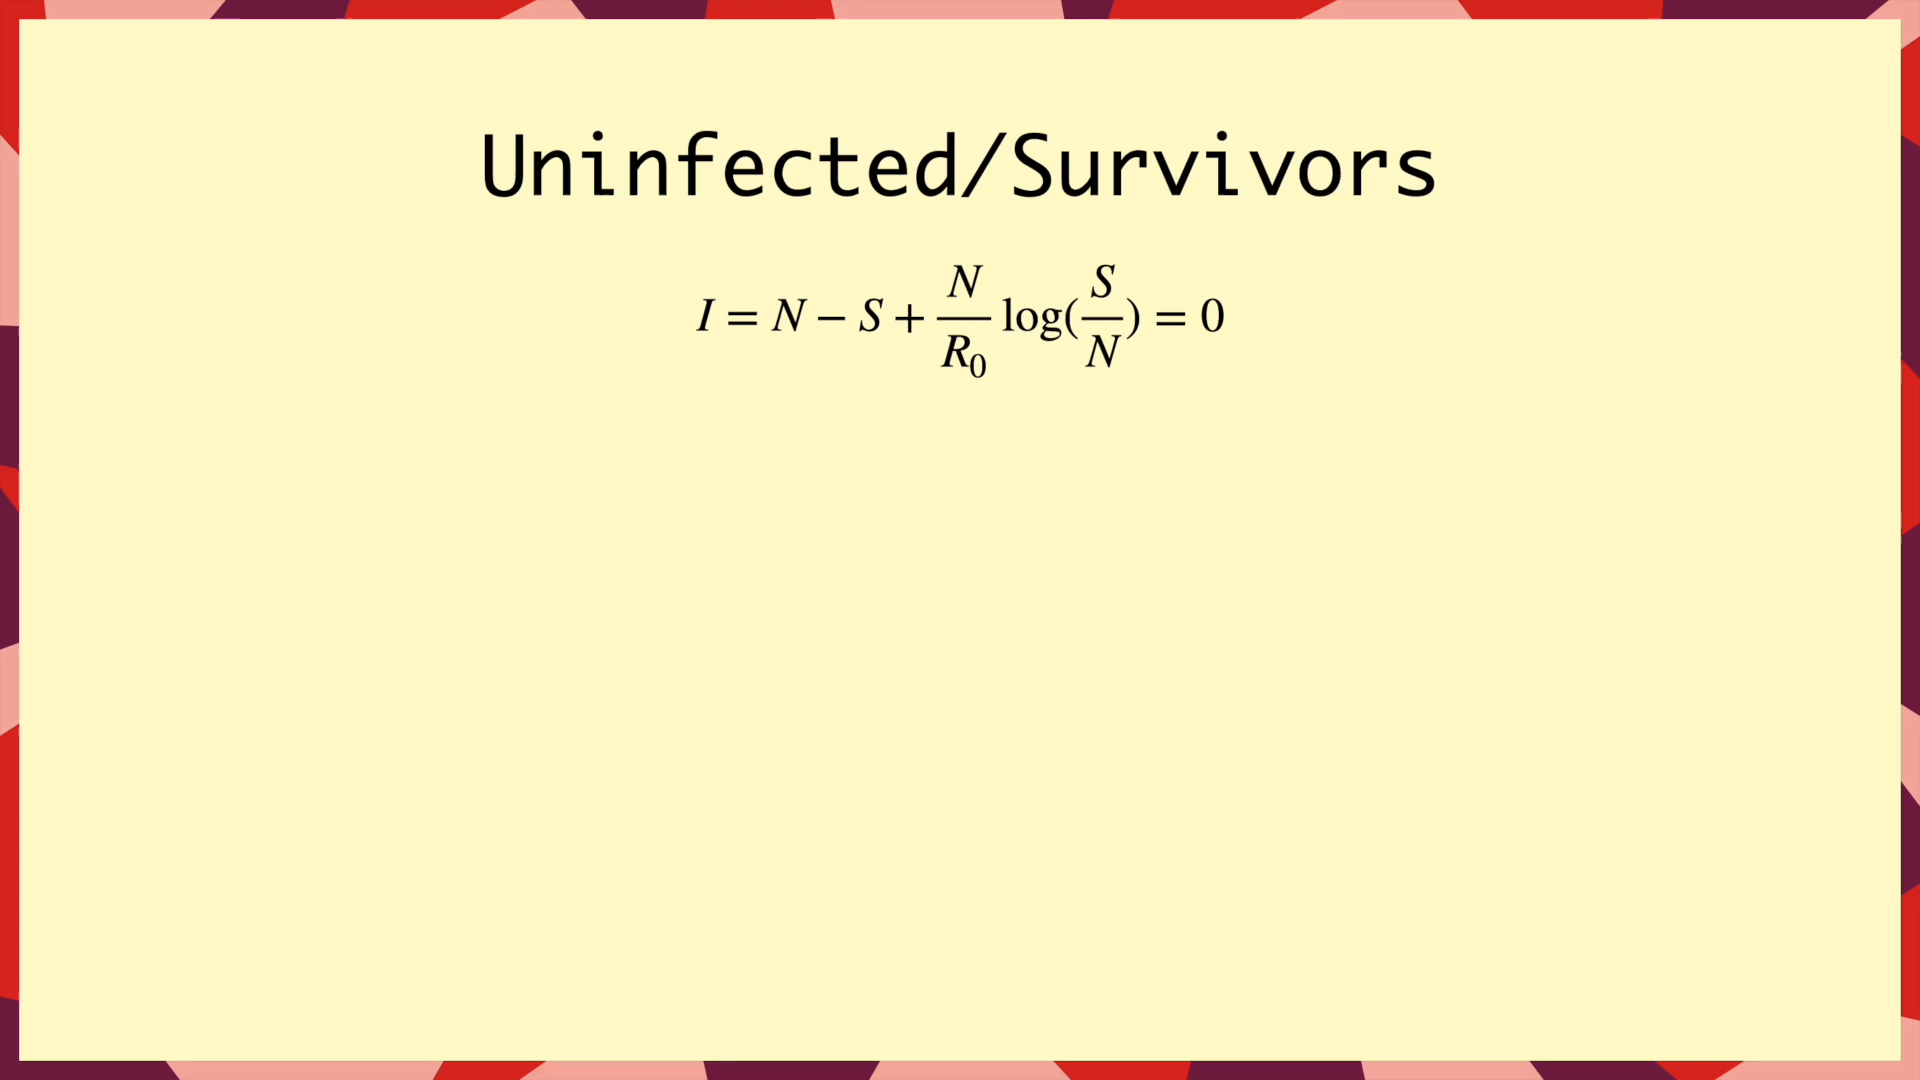 Uninfected/Survivors
I = N − S + N/R₀ log(S/N) = 0